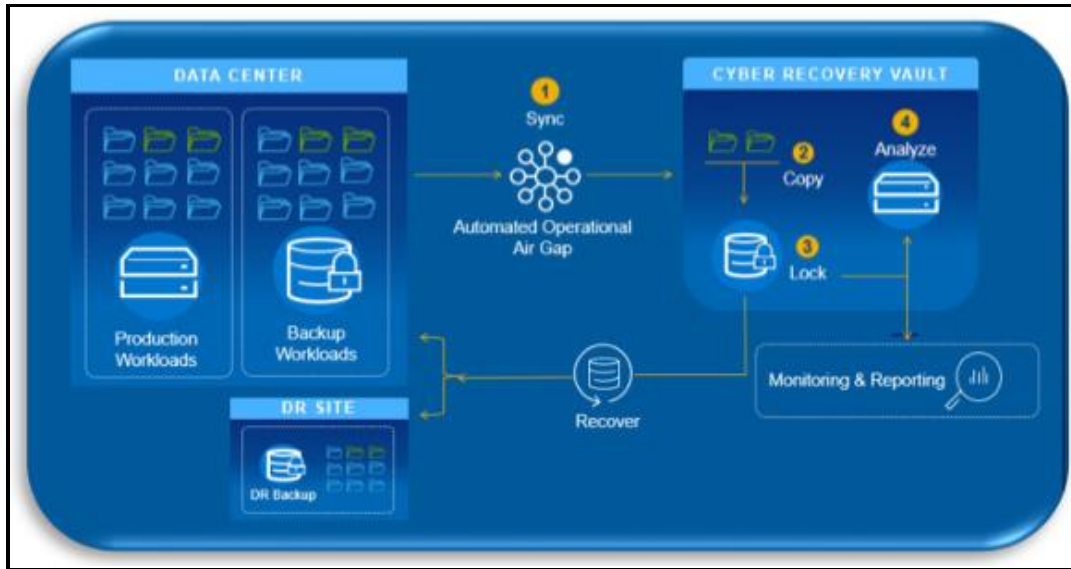 DATA CENTER
Production
Workloads
Backup
Workloads
1
Sync
Automated Operational
Air Gap
CYBER RECOVERY VAULT
2
Copy
3
Lock
4
Analyze
Monitoring & Reporting
Recover
DR SITE
DR Backup